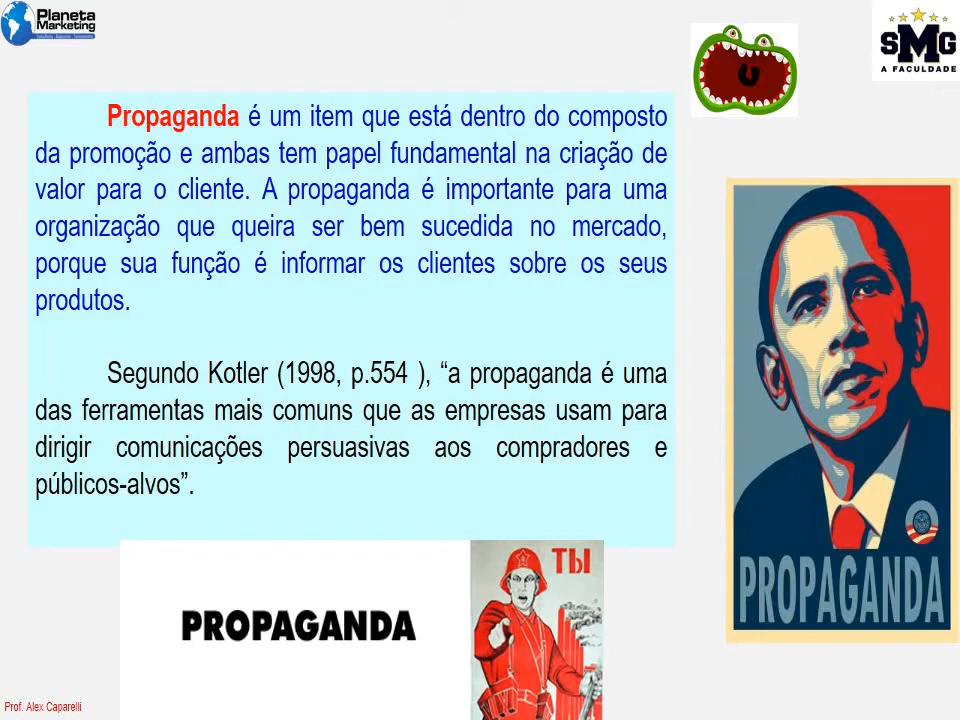 Planeta
Marketing
SMG
A FACULDADE
Propaganda é um item que está dentro do composto
da promoção e ambas tem papel fundamental na criação de
valor para o cliente. A propaganda é importante para uma
organização que queira ser bem sucedida no mercado,
porque sua função é informar os clientes sobre os seus
produtos.
Segundo Kotler (1998, p.554 ), “a propaganda é uma
das ferramentas mais comuns que as empresas usam para
dirigir comunicações persuasivas aos compradores e
públicos-alvos”.
PROPAGANDA
ТЫ
PROPAGANDA
Prof. Alex Caparelli